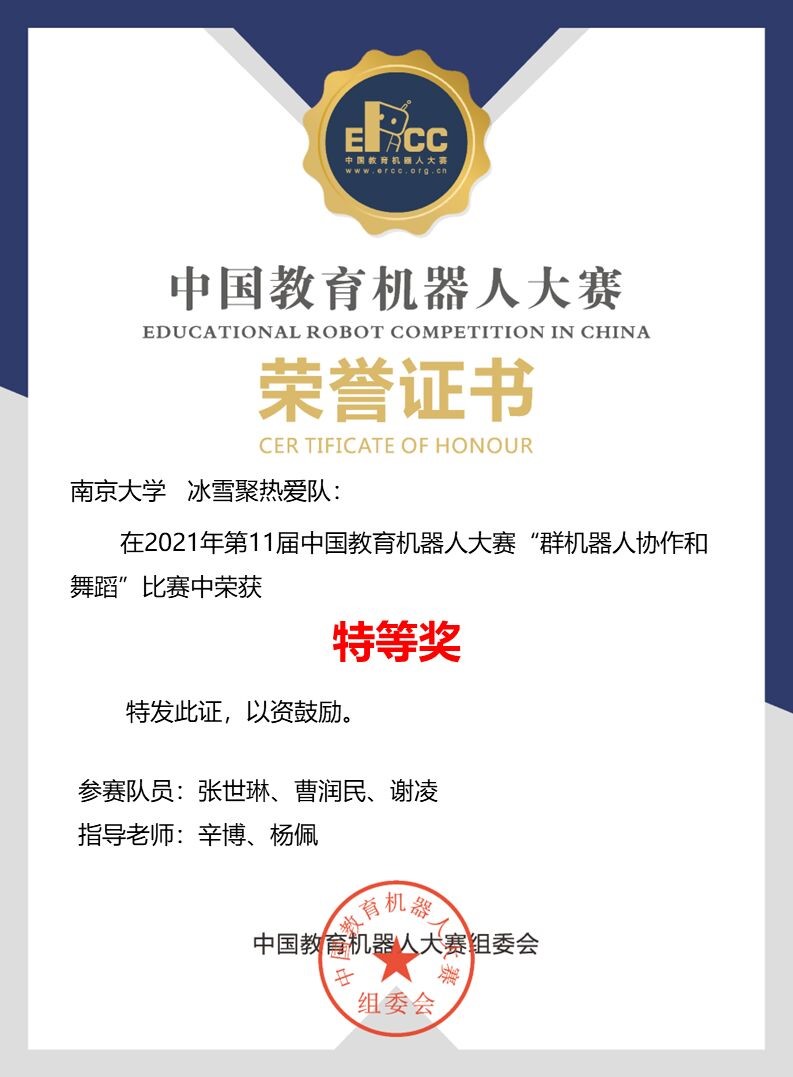 ERCC
中国教育机器人大赛
www.ercc.org.cn
中国教育机器人大赛
EDUCATIONAL ROBOT COMPETITION IN CHINA
荣誉证书
CER TIFICATE OF HONOUR
南京大学 冰雪聚热爱队：
在2021年第11届中国教育机器人大赛“群机器人协作和
舞蹈”比赛中荣获
特等奖
特发此证，以资鼓励。
参赛队员：张世琳、曹润民、谢凌
指导老师：辛博、杨佩
中国教育机器人大赛组委会
中国教育机器人大赛
组委会